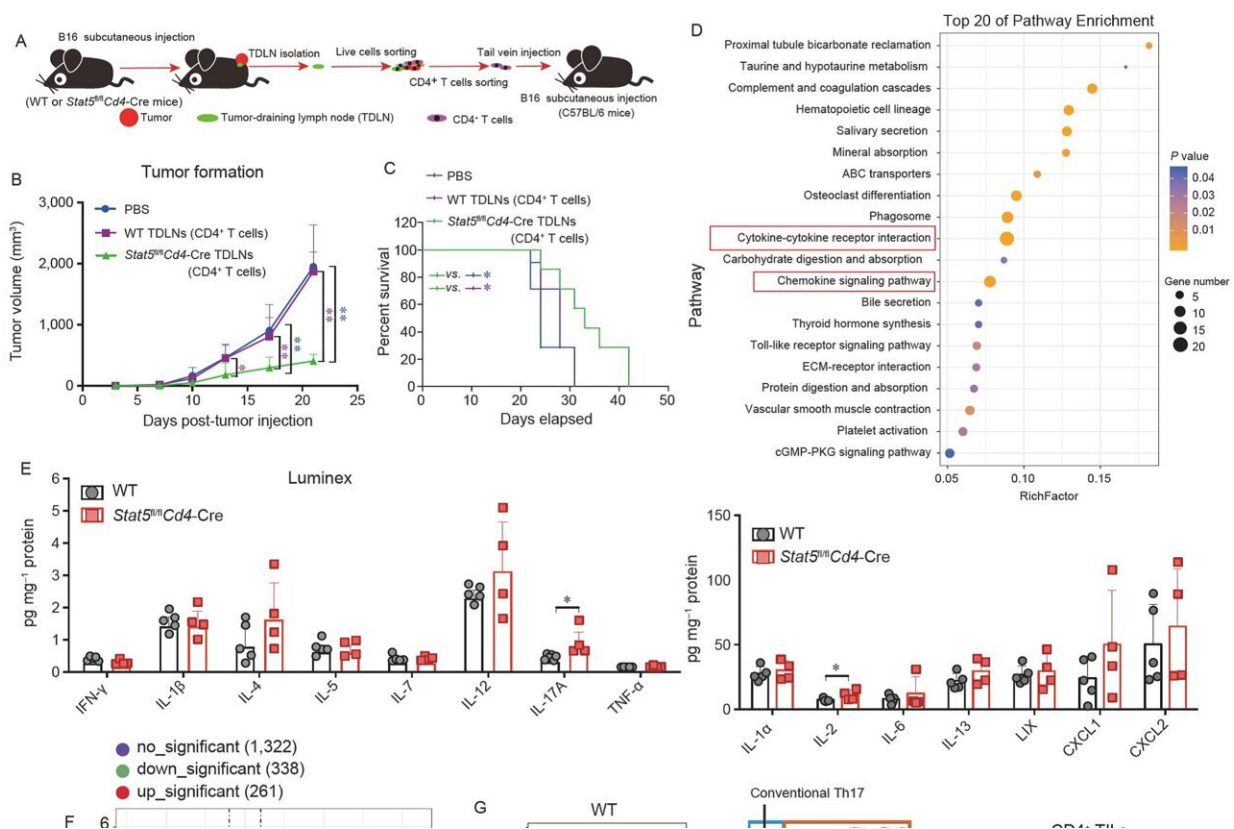 A
B16 subcutaneous injection
TDLN isolation
Live cells sorting
Tail vein injection
CD4⁺ T cells sorting
(WT or Stat5fl/flCd4-Cre mice)
B16 subcutaneous injection
(C57BL/6 mice)
Tumor
Tumor-draining lymph node (TDLN)
CD4⁺ T cells
B
Tumor formation
Tumor volume (mm³)
3,000
2,000
1,000
0
PBS
WT TDLNs (CD4⁺ T cells)
Stat5fl/flCd4-Cre TDLNs
(CD4⁺ T cells)
*
**
**
**
**
0 5 10 15 20 25
Days post-tumor injection
C
PBS
WT TDLNs (CD4⁺ T cells)
Stat5fl/flCd4-Cre TDLNs
(CD4⁺ T cells)
Percent survival
120
100
80
60
40
20
0
vs. *
vs. *
0 10 20 30 40 50
Days elapsed
D
Top 20 of Pathway Enrichment
Pathway
Proximal tubule bicarbonate reclamation
Taurine and hypotaurine metabolism
Complement and coagulation cascades
Hematopoietic cell lineage
Salivary secretion
Mineral absorption
ABC transporters
Osteoclast differentiation
Phagosome
Cytokine-cytokine receptor interaction
Carbohydrate digestion and absorption
Chemokine signaling pathway
Bile secretion
Thyroid hormone synthesis
Toll-like receptor signaling pathway
ECM-receptor interaction
Protein digestion and absorption
Vascular smooth muscle contraction
Platelet activation
cGMP-PKG signaling pathway
0.05 0.10 0.15
RichFactor
P value
0.04
0.03
0.02
0.01
Gene number
5
10
15
20
E
Luminex
WT
Stat5fl/flCd4-Cre
pg mg⁻¹ protein
6
5
4
3
2
1
0
*
IFN-γ IL-1β IL-4 IL-5 IL-7 IL-12 IL-17A TNF-α
WT
Stat5fl/flCd4-Cre
pg mg⁻¹ protein
150
100
50
0
*
IL-1α IL-2 IL-6 IL-13 LIX CXCL1 CXCL2
no_significant (1,322)
down_significant (338)
up_significant (261)
F
6
G
WT
Conventional Th17